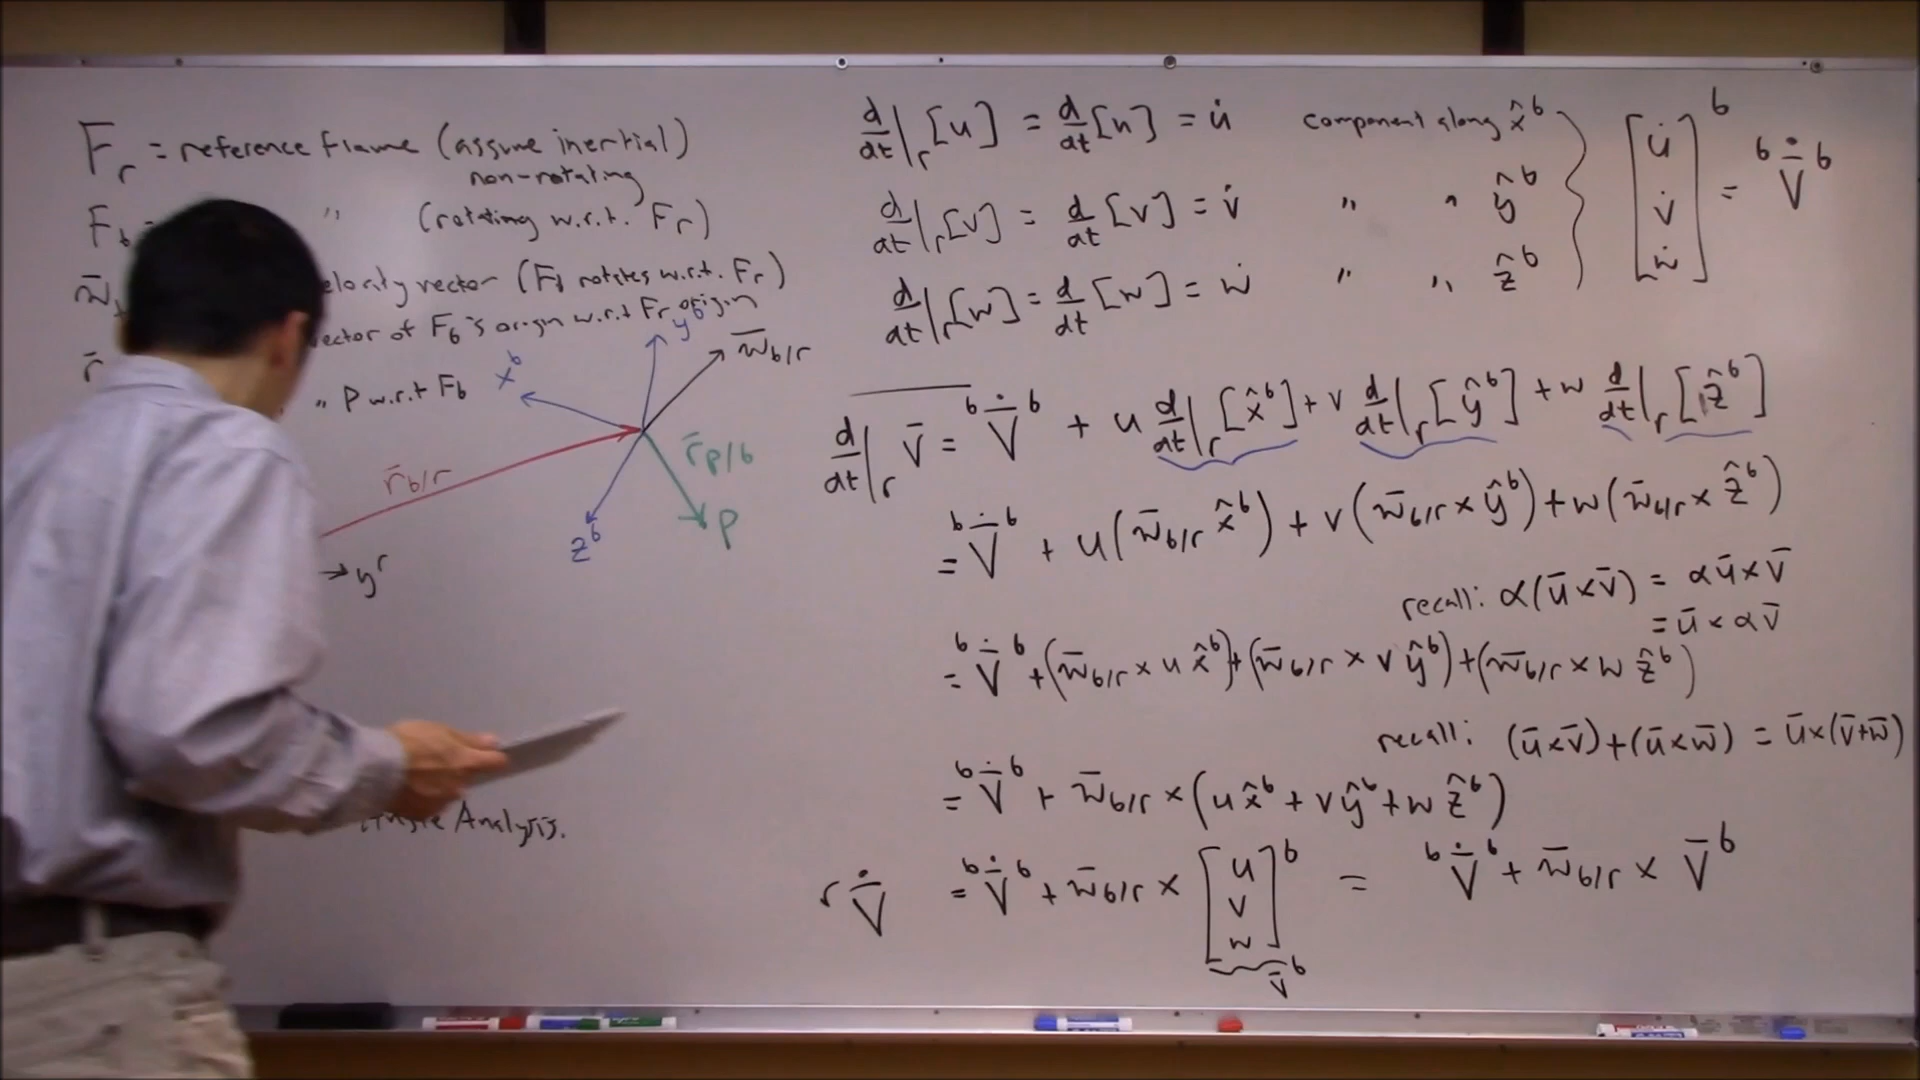 F_r = reference frame (assume inertial)
non-rotating
F_b = " (rotating w.r.t. F_r)
velocity vector (F_b rotates w.r.t. F_r)
vector of F_b's origin w.r.t F_r origin
r̄ " P w.r.t F_b
x^b
y^b
ω̄_b/r
r̄_b/r
r̄_P/b
P
z^b
y^r
Analysis.
d/dt|_r [u] = d/dt [u] = u̇ component along x̂^b
d/dt|_r [v] = d/dt [v] = v̇ " " ŷ^b
d/dt|_r [w] = d/dt [w] = ẇ " " ẑ^b
[u̇ v̇ ẇ]^b = ^b V̄̇^b
d/dt|_r V̄ = ^b V̄̇^b + u d/dt|_r [x̂^b] + v d/dt|_r [ŷ^b] + w d/dt|_r [ẑ^b]
= ^b V̄̇^b + u(ω̄_b/r x̂^b) + v(ω̄_b/r × ŷ^b) + w(ω̄_b/r × ẑ^b)
recall: α(ū×v̄) = αū×v̄
= ū×αv̄
= ^b V̄̇^b + (ω̄_b/r × u x̂^b) + (ω̄_b/r × v ŷ^b) + (ω̄_b/r × w ẑ^b)
recall: (ū×v̄)+(ū×w̄) = ū×(v̄+w̄)
= ^b V̄̇^b + ω̄_b/r × (u x̂^b + v ŷ^b + w ẑ^b)
^r V̄̇ = ^b V̄̇^b + ω̄_b/r × [u v w]^b = ^b V̄̇^b + ω̄_b/r × V̄^b
V̄^b